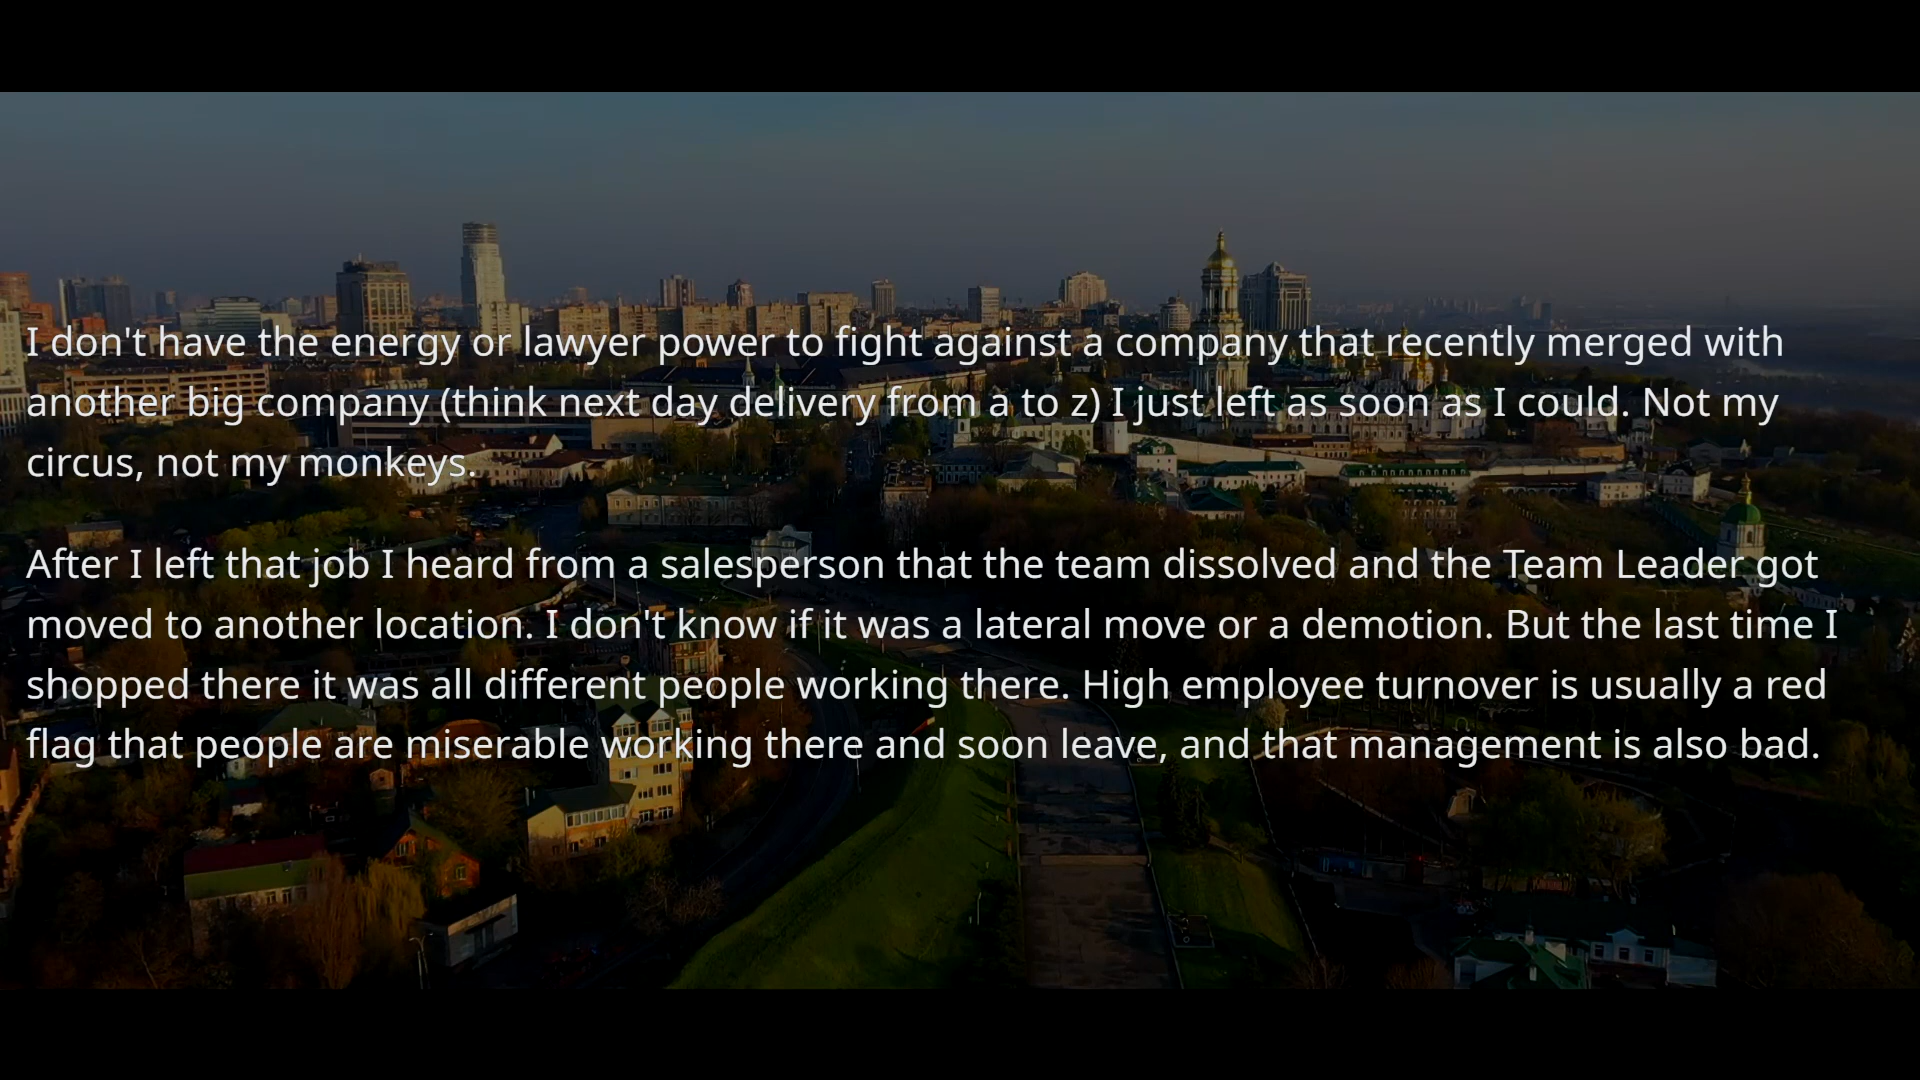 I don't have the energy or lawyer power to fight against a company that recently merged with
another big company (think next day delivery from a to z) I just left as soon as I could. Not my
circus, not my monkeys.
After I left that job I heard from a salesperson that the team dissolved and the Team Leader got
moved to another location. I don't know if it was a lateral move or a demotion. But the last time I
shopped there it was all different people working there. High employee turnover is usually a red
flag that people are miserable working there and soon leave, and that management is also bad.